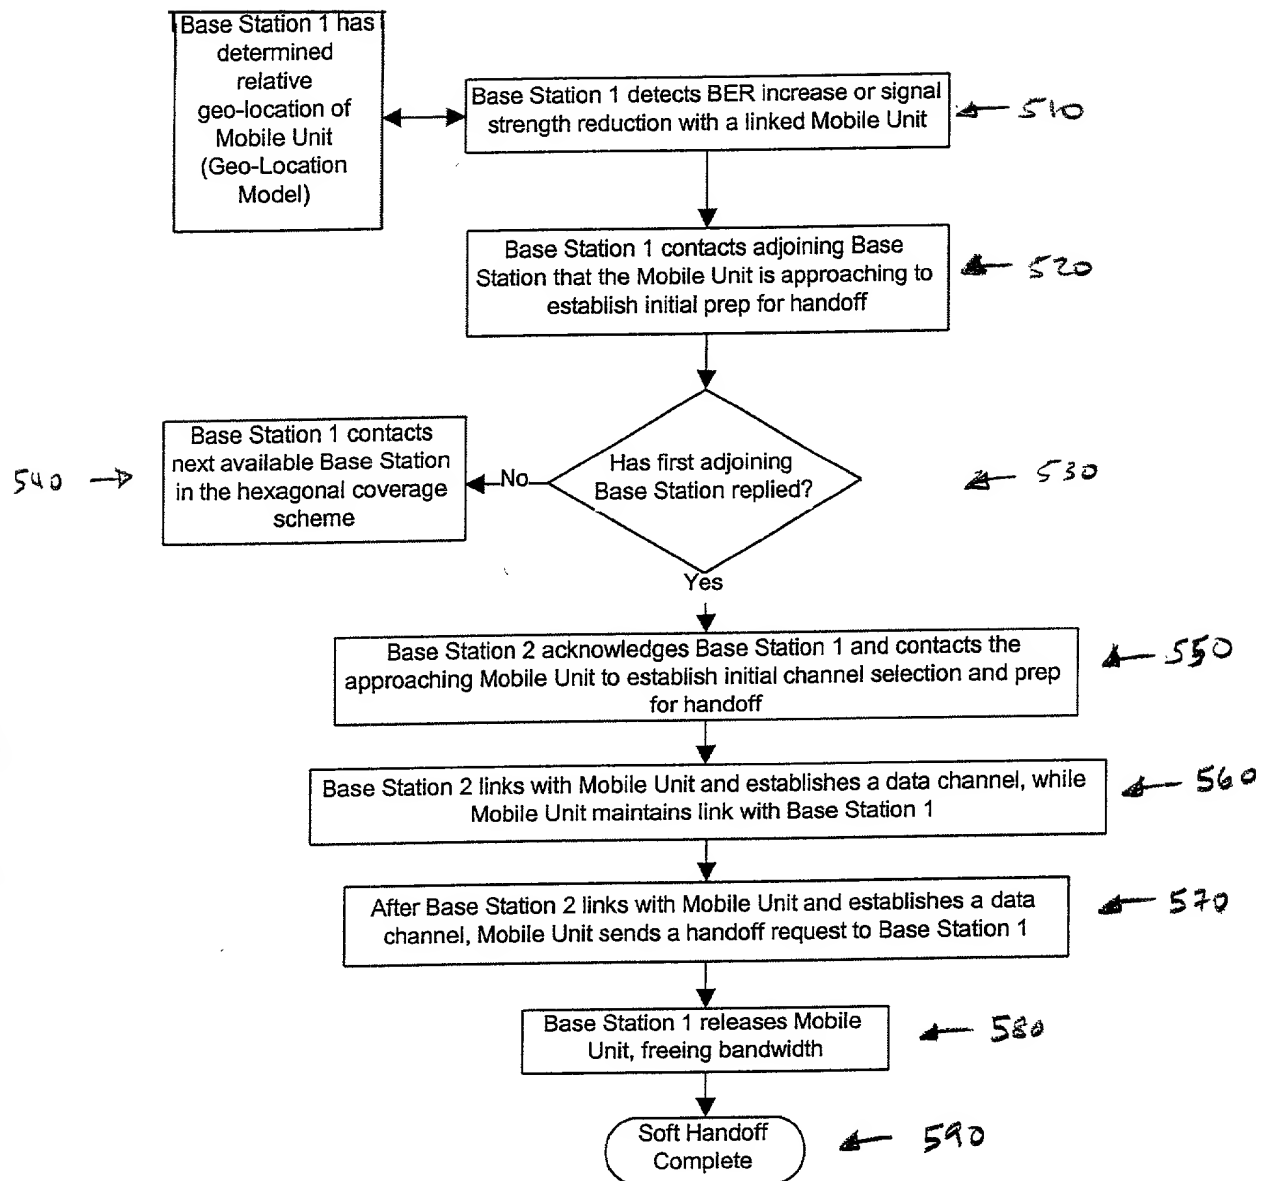 Base Station 1 has
determined
relative
geo-location of
Mobile Unit
(Geo-Location
Model)
Base Station 1 detects BER increase or signal
strength reduction with a linked Mobile Unit
510
Base Station 1 contacts adjoining Base
Station that the Mobile Unit is approaching to
establish initial prep for handoff
520
Has first adjoining
Base Station replied?
530
No
Base Station 1 contacts
next available Base Station
in the hexagonal coverage
scheme
540
Yes
Base Station 2 acknowledges Base Station 1 and contacts the
approaching Mobile Unit to establish initial channel selection and prep
for handoff
550
Base Station 2 links with Mobile Unit and establishes a data channel, while
Mobile Unit maintains link with Base Station 1
560
After Base Station 2 links with Mobile Unit and establishes a data
channel, Mobile Unit sends a handoff request to Base Station 1
570
Base Station 1 releases Mobile
Unit, freeing bandwidth
580
Soft Handoff
Complete
590